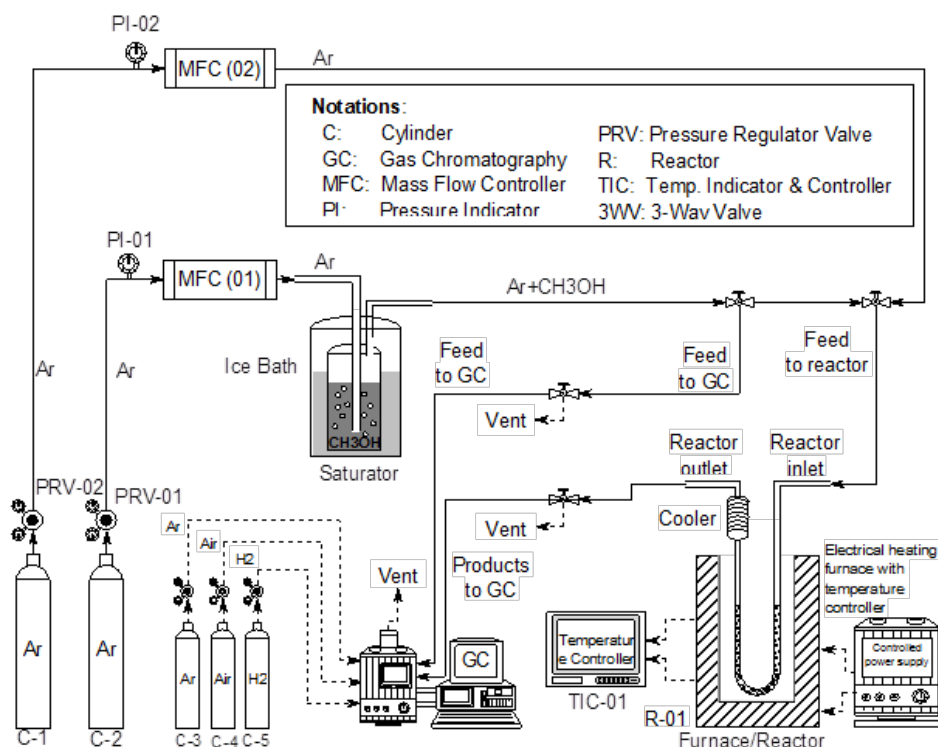 PI-02
MFC (02)
Ar
Notations:
C: Cylinder
PRV: Pressure Regulator Valve
GC: Gas Chromatography
R: Reactor
MFC: Mass Flow Controller
TIC: Temp. Indicator & Controller
PI: Pressure Indicator
3WV: 3-Way Valve
PI-01
MFC (01)
Ar
Ar+CH3OH
Ar
Ar
Ice Bath
CH3OH
Saturator
Feed
to GC
Feed
to GC
Feed
to reactor
Vent
Reactor
outlet
Reactor
inlet
PRV-02
PRV-01
Ar
Air
H2
Vent
Cooler
Vent
Products
to GC
Electrical heating
furnace with
temperature
controller
Ar
Ar
Ar
Air
H2
GC
Temperatur
e Controller
Controlled
power supply
TIC-01
R-01
C-1
C-2
C-3
C-4
C-5
Furnace/Reactor